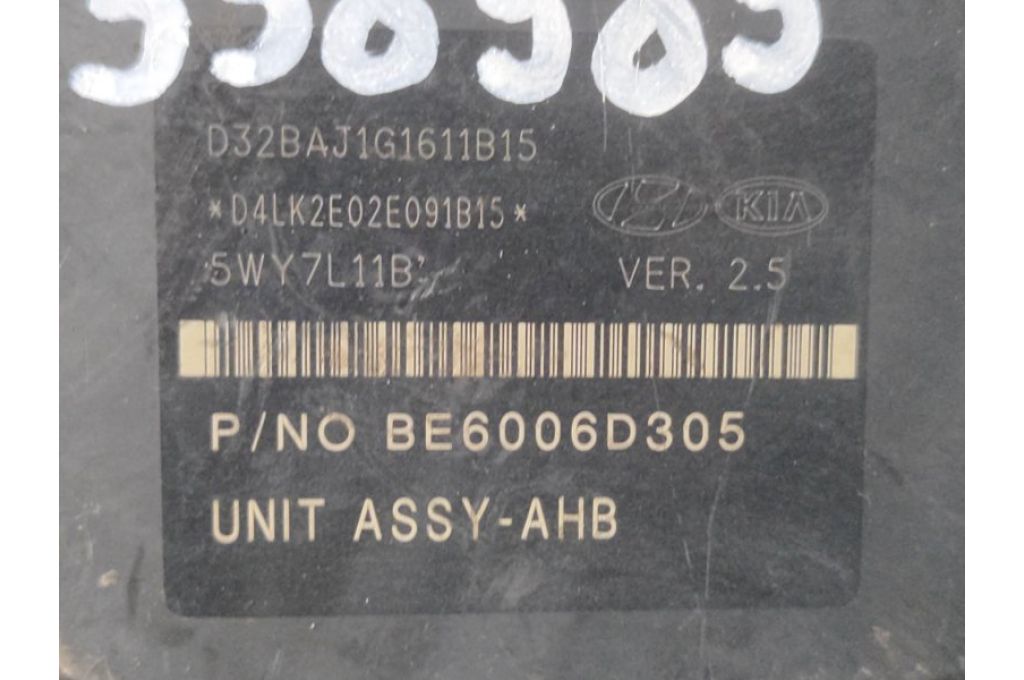 D32BAJ1G1611B15
*D4LK2E02E091B15*
KIA
5WY7L11B
VER. 2.5
P/NO BE6006D305
UNIT ASSY-AHB